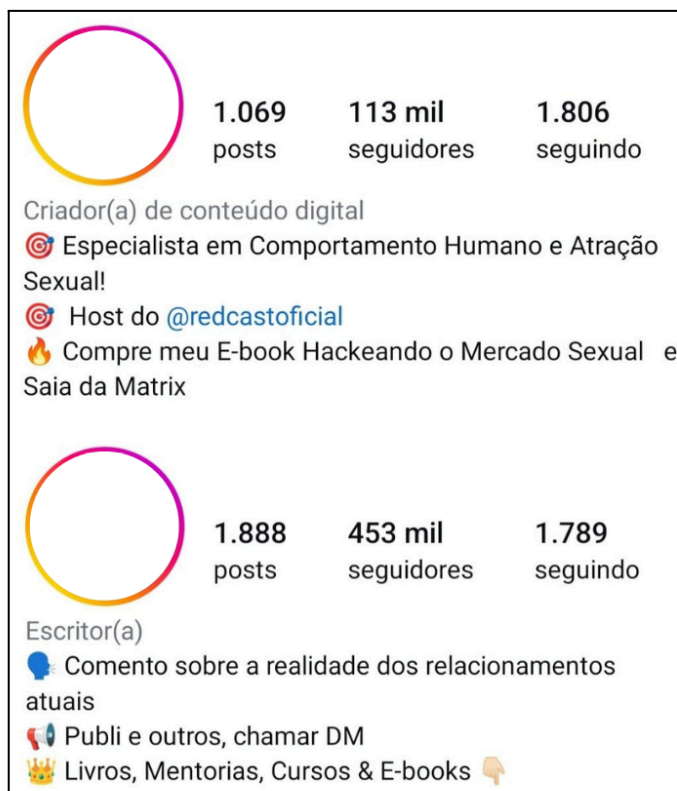 1.069 113 mil 1.806
posts seguidores seguindo
Criador(a) de conteúdo digital
🎯 Especialista em Comportamento Humano e Atração
Sexual!
🎯 Host do @redcastoficial
🔥 Compre meu E-book Hackeando o Mercado Sexual e
Saia da Matrix
1.888 453 mil 1.789
posts seguidores seguindo
Escritor(a)
🗣️ Comento sobre a realidade dos relacionamentos
atuais
📢 Publi e outros, chamar DM
👑 Livros, Mentorias, Cursos & E-books 👇🏻